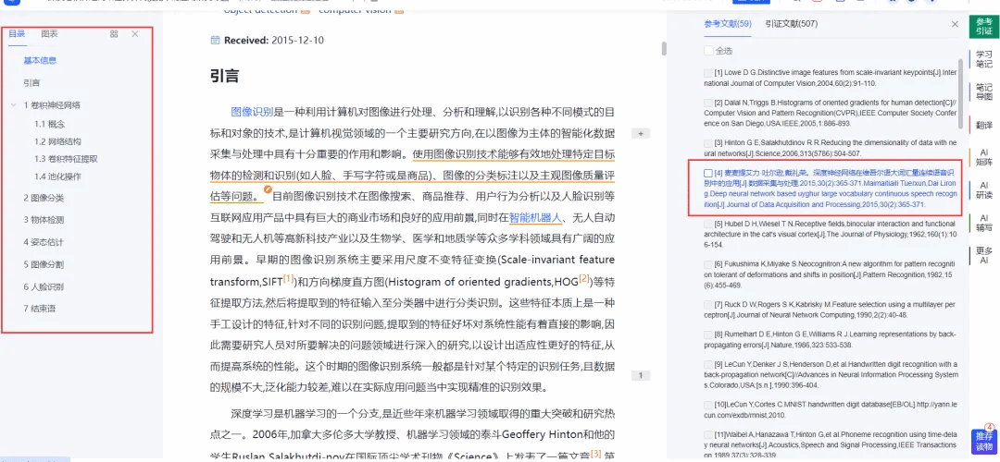 目录 图表
基本信息
引言
1 卷积神经网络
1.1 概念
1.2 网络结构
1.3 卷积特征提取
1.4 池化操作
2 图像分类
3 物体检测
4 姿态估计
5 图像分割
6 人脸识别
7 结束语
Received: 2015-12-10
引言
图像识别是一种利用计算机对图像进行处理、分析和理解,以识别各种不同模式的目
标和对象的技术,是计算机视觉领域的一个主要研究方向,在以图像为主体的智能化数据
采集与处理中具有十分重要的作用和影响。使用图像识别技术能够有效地处理特定目标
物体的检测和识别(如人脸、手写字符或是商品)、图像的分类标注以及主观图像质量评
估等问题。目前图像识别技术在图像搜索、商品推荐、用户行为分析以及人脸识别等
互联网应用产品中具有巨大的商业市场和良好的应用前景,同时在智能机器人、无人自动
驾驶和无人机等高新科技产业以及生物学、医学和地质学等众多学科领域具有广阔的应
用前景。早期的图像识别系统主要采用尺度不变特征变换(Scale-invariant feature
transform,SIFT[1])和方向梯度直方图(Histogram of oriented gradients,HOG[2])等特
征提取方法,然后将提取到的特征输入至分类器中进行分类识别。这些特征本质上是一种
手工设计的特征,针对不同的识别问题,提取到的特征好坏对系统性能有着直接的影响,因
此需要研究人员对所要解决的问题领域进行深入的研究,以设计出适应性更好的特征,从
而提高系统的性能。这个时期的图像识别系统一般都是针对某个特定的识别任务,且数据
的规模不大,泛化能力较差,难以在实际应用问题当中实现精准的识别效果。
深度学习是机器学习的一个分支,是近些年来机器学习领域取得的重大突破和研究热
点之一。2006年,加拿大多伦多大学教授、机器学习领域的泰斗Geoffery Hinton和他的
学生Ruslan Salakhutdi-nov在国际顶尖学术刊物《Science》上发表了一篇文章[3],第
+
1
参考文献(59) 引证文献(507)
全选
[1] Lowe D G.Distinctive image features from scale-invariant keypoints[J].Inter
national Journal of Computer Vision,2004,60(2):91-110.
[2] Dalal N,Triggs B.Histograms of oriented gradients for human detection[C]//
Computer Vision and Pattern Recognition(CVPR),IEEE Computer Society Confer
ence on San Diego,USA:IEEE,2005,1:886-893.
[3] Hinton G E,Salakhutdinov R R.Reducing the dimensionality of data with ne
ural networks[J].Science,2006,313(5786):504-507.
[4] 麦麦提艾力·吐尔逊,戴礼荣。深度神经网络在维吾尔语大词汇量连续语音识
别中的应用[J].数据采集与处理,2015,30(2):365-371.Maimaitiaili Tuerxun,Dai Liron
g.Deep neural network based uyghur large vocabulary continuous speech recog
nition[J].Journal of Data Acquisition and Processing,2015,30(2):365-371.
[5] Hubel D H,Wiesel T N.Receptive fields,binocular interaction and functional
architecture in the cat's visual cortex[J].The Journal of Physiology,1962,160(1):10
6-154.
[6] Fukushima K,Miyake S.Neocognitron:A new algorithm for pattern recognit
ion tolerant of deformations and shifts in position[J].Pattern Recognition,1982,15
(6):455-469.
[7] Ruck D W,Rogers S K,Kabrisky M.Feature selection using a multilayer per
ceptron[J].Journal of Neural Network Computing,1990,2(2):40-48.
[8] Rumelhart D E,Hinton G E,Williams R J.Learning representations by back-
propagating errors[J].Nature,1986,323:533-538.
[9] LeCun Y,Denker J S,Henderson D,et al.Handwritten digit recognition with a
back-propagation network[C]//Advances in Neural Information Processing System
s.Colorado,USA:[s.n.],1990:396-404.
[10]LeCun Y,Cortes C.MNIST handwritten digit database[EB/OL].http://yann.le
cun.com/exdb/mnist,2010.
[11]Waibel A,Hanazawa T,Hinton G,et al.Phoneme recognition using time-dela
y neural networks[J].Acoustics,Speech and Signal Processing,IEEE Transactions
on,1989,37(3):328-339
参考
引证
学习
笔记
笔记
导图
翻译
AI
矩阵
AI
研读
AI
辅写
更多
AI
4
推荐
读物